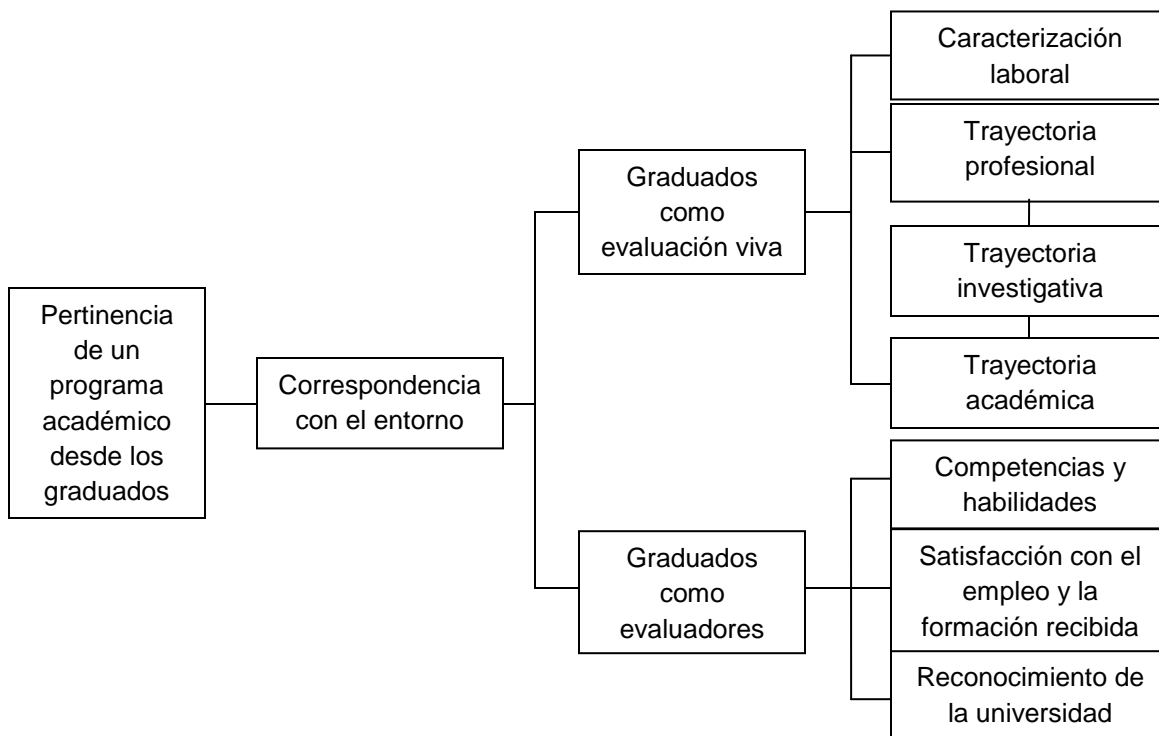 Pertinencia
de un
programa
académico
desde los
graduados
Correspondencia
con el entorno
Graduados
como
evaluación viva
Caracterización
laboral
Trayectoria
profesional
Trayectoria
investigativa
Trayectoria
académica
Graduados
como
evaluadores
Competencias y
habilidades
Satisfacción con el
empleo y la
formación recibida
Reconocimiento de
la universidad